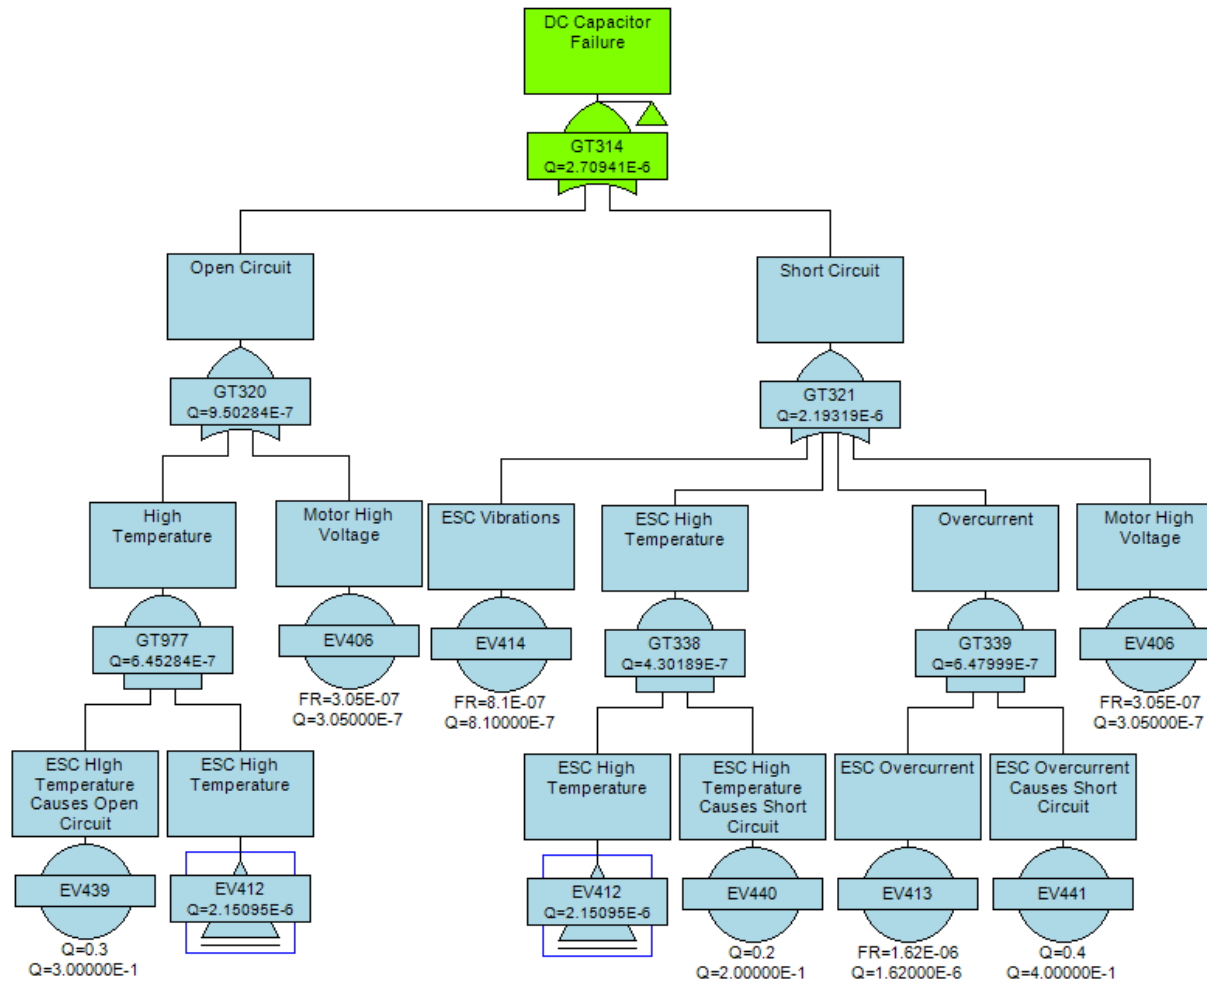 DC Capacitor
Failure
GT314
Q=2.70941E-6
Open Circuit
GT320
Q=9.50284E-7
Short Circuit
GT321
Q=2.19319E-6
High
Temperature
GT977
Q=6.45284E-7
Motor High
Voltage
EV406
FR=3.05E-07
Q=3.05000E-7
ESC Vibrations
EV414
FR=8.1E-07
Q=8.10000E-7
ESC High
Temperature
GT338
Q=4.30189E-7
Overcurrent
GT339
Q=6.47999E-7
Motor High
Voltage
EV406
FR=3.05E-07
Q=3.05000E-7
ESC HIgh
Temperature
Causes Open
Circuit
EV439
Q=0.3
Q=3.00000E-1
ESC High
Temperature
EV412
Q=2.15095E-6
ESC High
Temperature
EV412
Q=2.15095E-6
ESC High
Temperature
Causes Short
Circuit
EV440
Q=0.2
Q=2.00000E-1
ESC Overcurrent
EV413
FR=1.62E-06
Q=1.62000E-6
ESC Overcurrent
Causes Short
Circuit
EV441
Q=0.4
Q=4.00000E-1